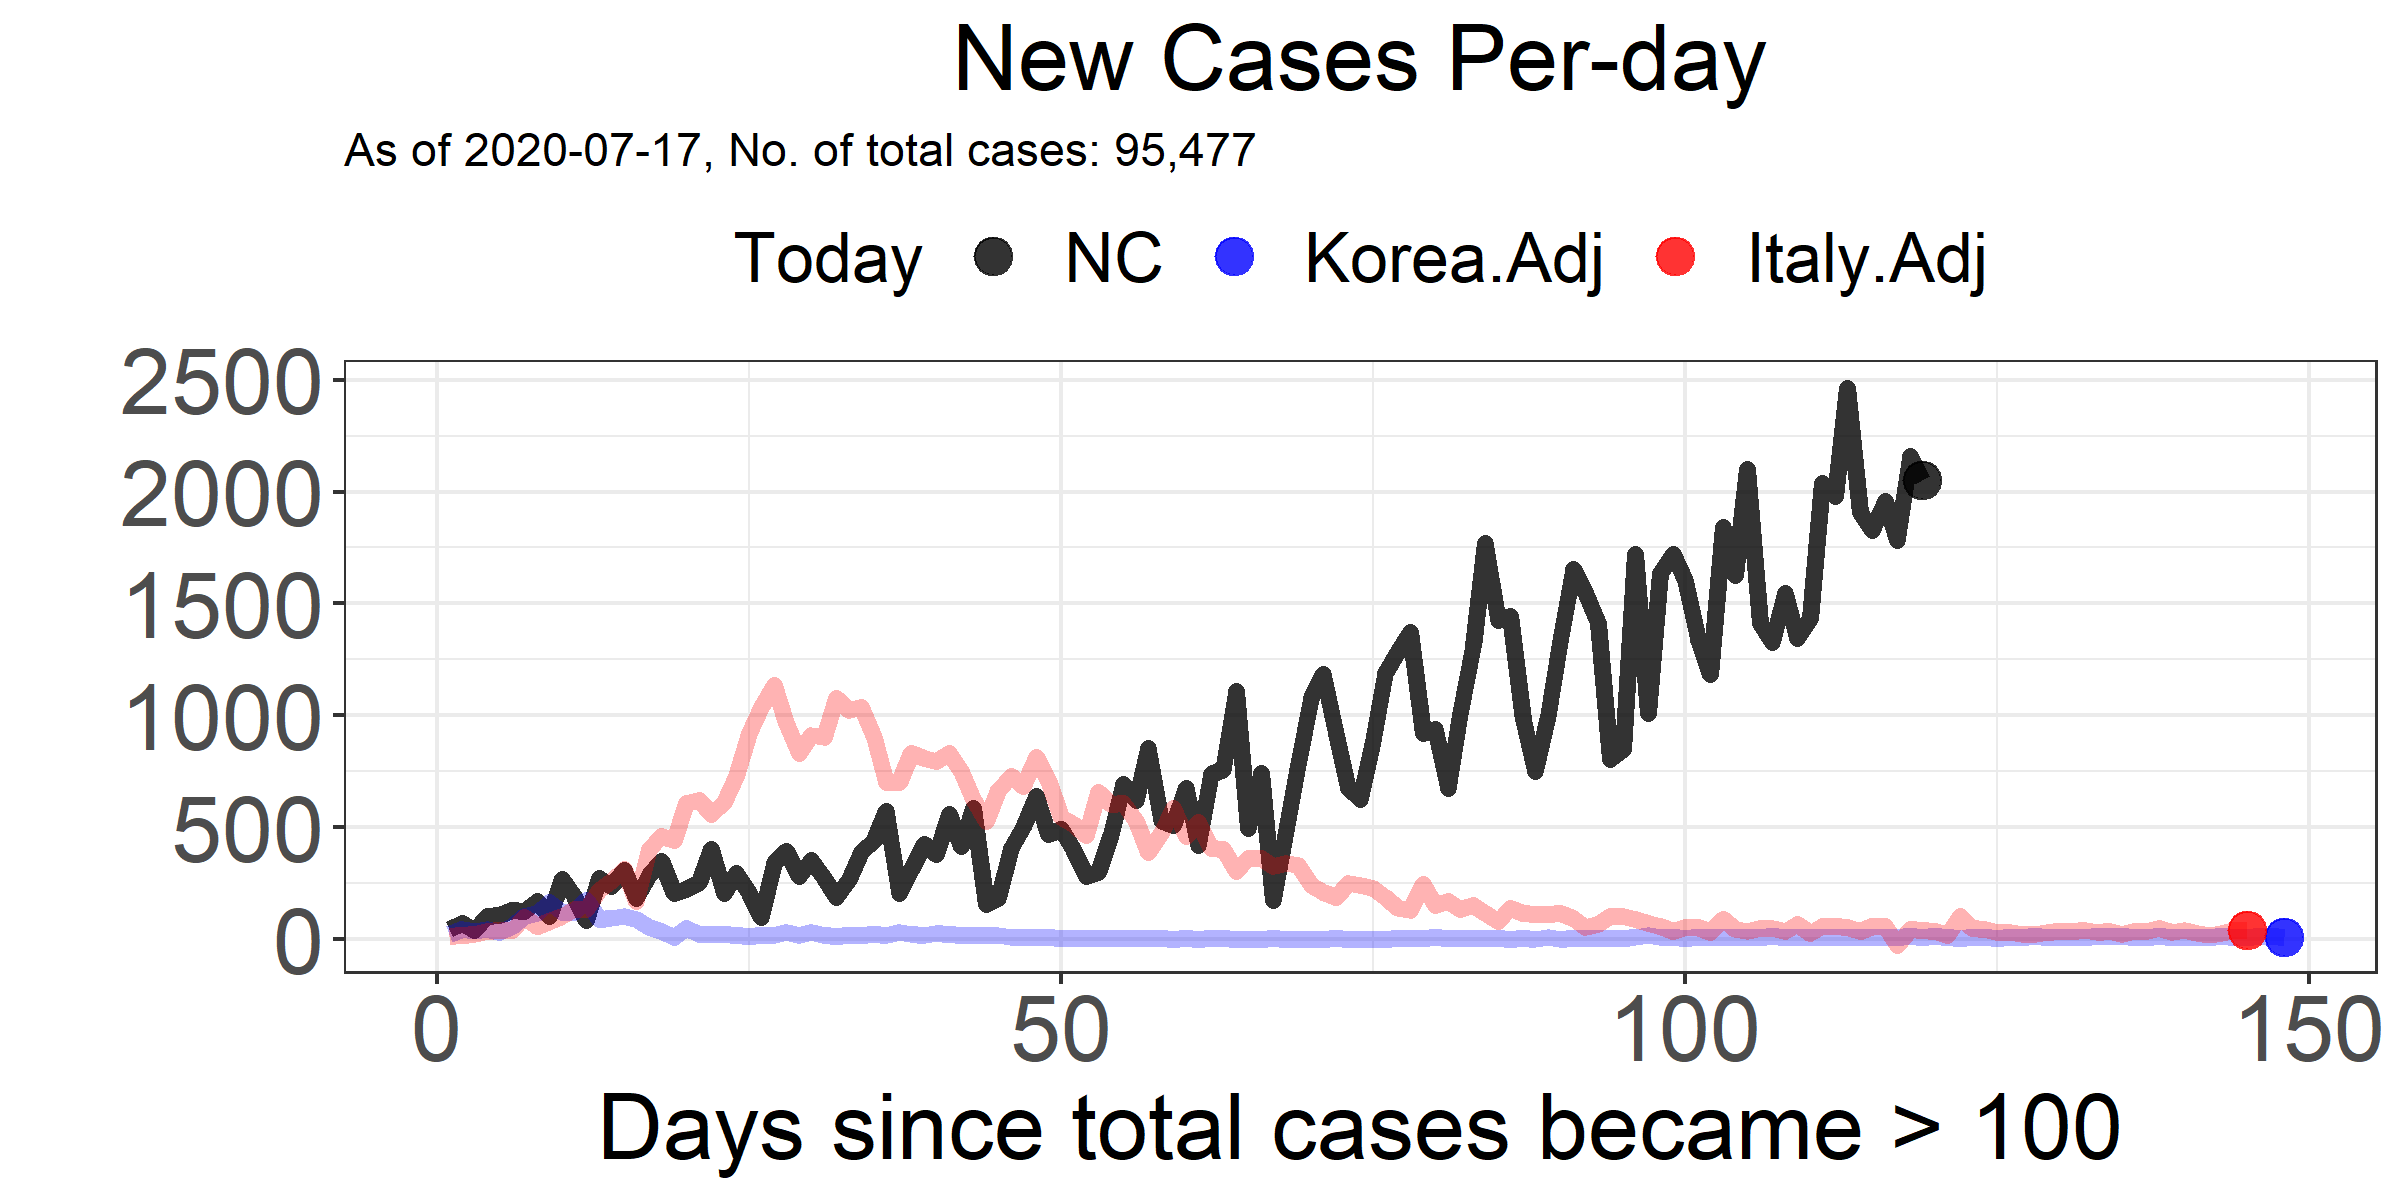 New Cases Per-day
As of 2020-07-17, No. of total cases: 95,477
Today NC Korea.Adj Italy.Adj
2500
2000
1500
1000
500
0
0 50 100 150
Days since total cases became > 100